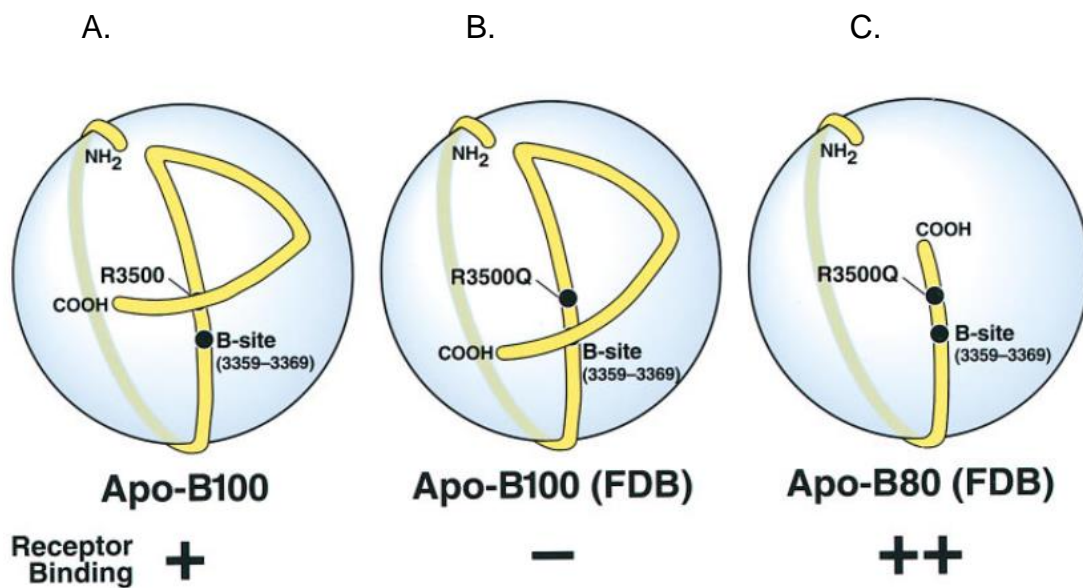 A.
B.
C.
NH2
R3500
COOH
B-site
(3359–3369)
Apo-B100
NH2
R3500Q
COOH
B-site
(3359–3369)
Apo-B100 (FDB)
NH2
COOH
R3500Q
B-site
(3359–3369)
Apo-B80 (FDB)
Receptor
Binding
+
−
++